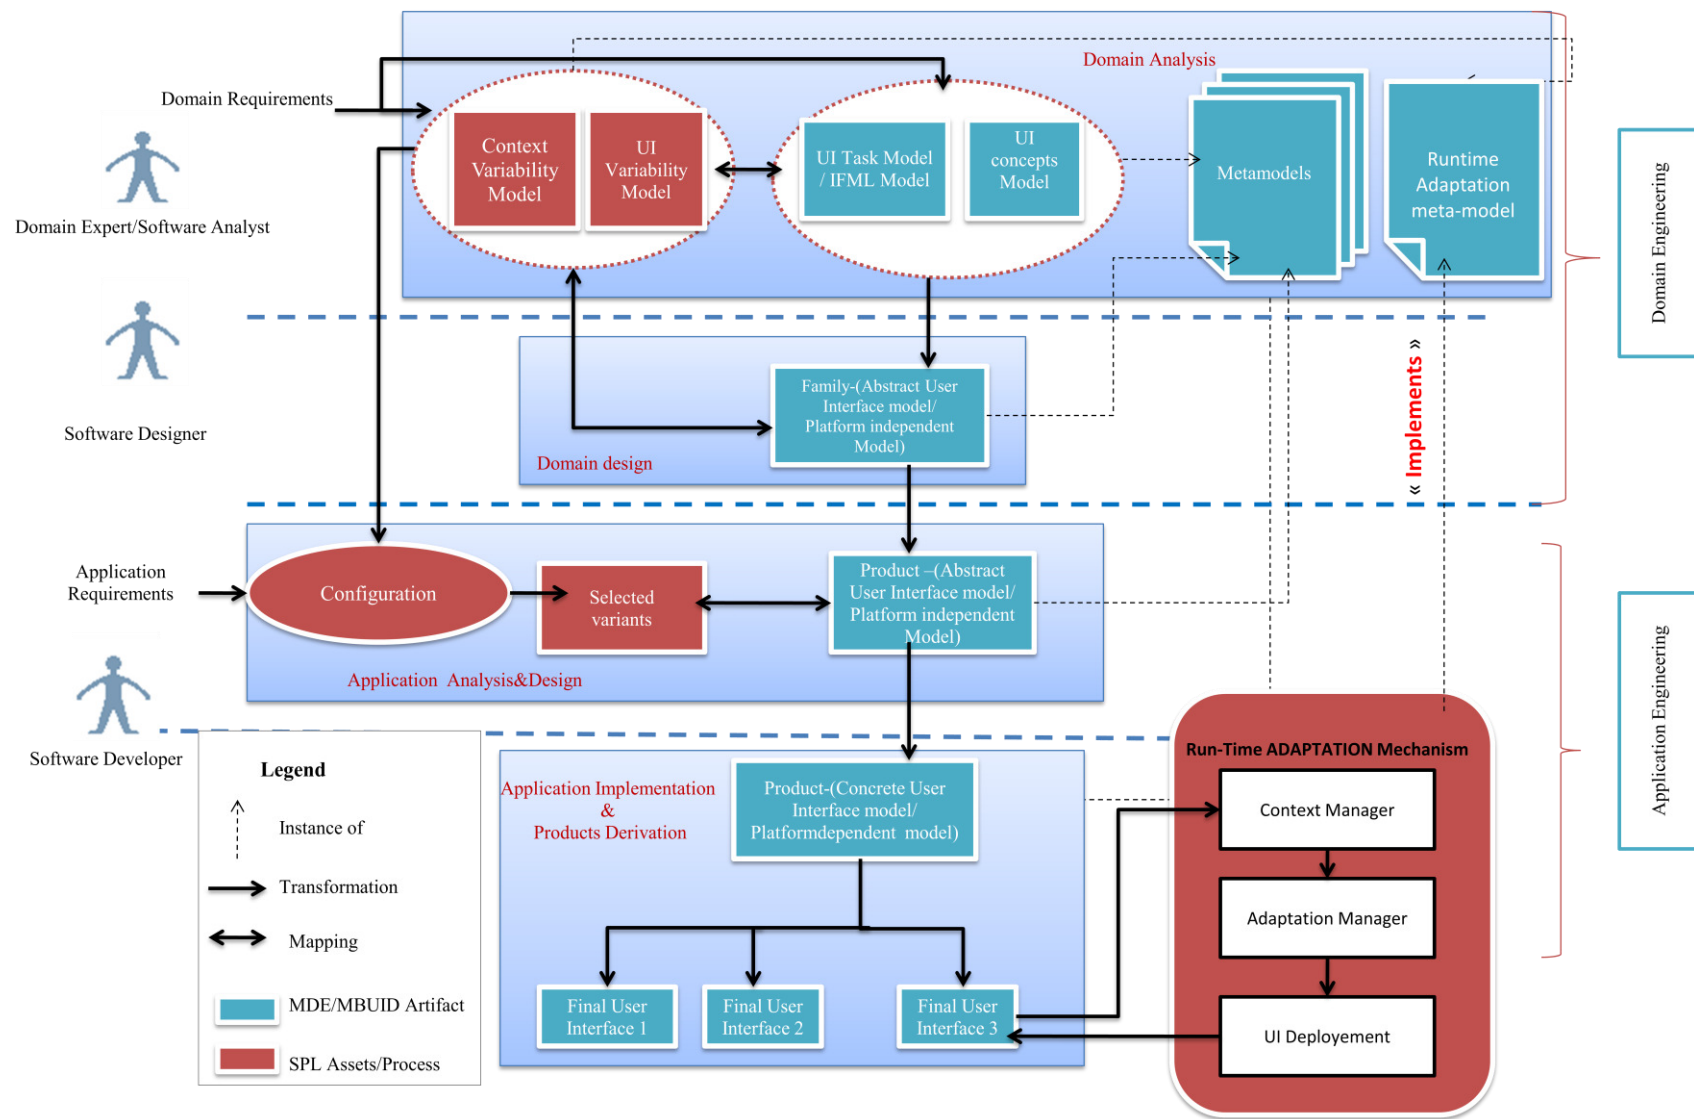 Domain Analysis
Domain Requirements
Context
Variability
Model
UI
Variability
Model
UI Task Model
/ IFML Model
UI
concepts
Model
Metamodels
Runtime
Adaptation
meta-model
Domain Engineering
Domain Expert/Software Analyst
« Implements »
Family-(Abstract User
Interface model/
Platform independent
Model)
Software Designer
Domain design
Application
Requirements
Configuration
Selected
variants
Product –(Abstract
User Interface model/
Platform independent
Model)
Application Engineering
Application Analysis&Design
Software Developer
Legend
Instance of
Transformation
Mapping
MDE/MBUID Artifact
SPL Assets/Process
Application Implementation
&
Products Derivation
Product-(Concrete User
Interface model/
Platformdependent model)
Final User
Interface 1
Final User
Interface 2
Final User
Interface 3
Run-Time ADAPTATION Mechanism
Context Manager
Adaptation Manager
UI Deployement